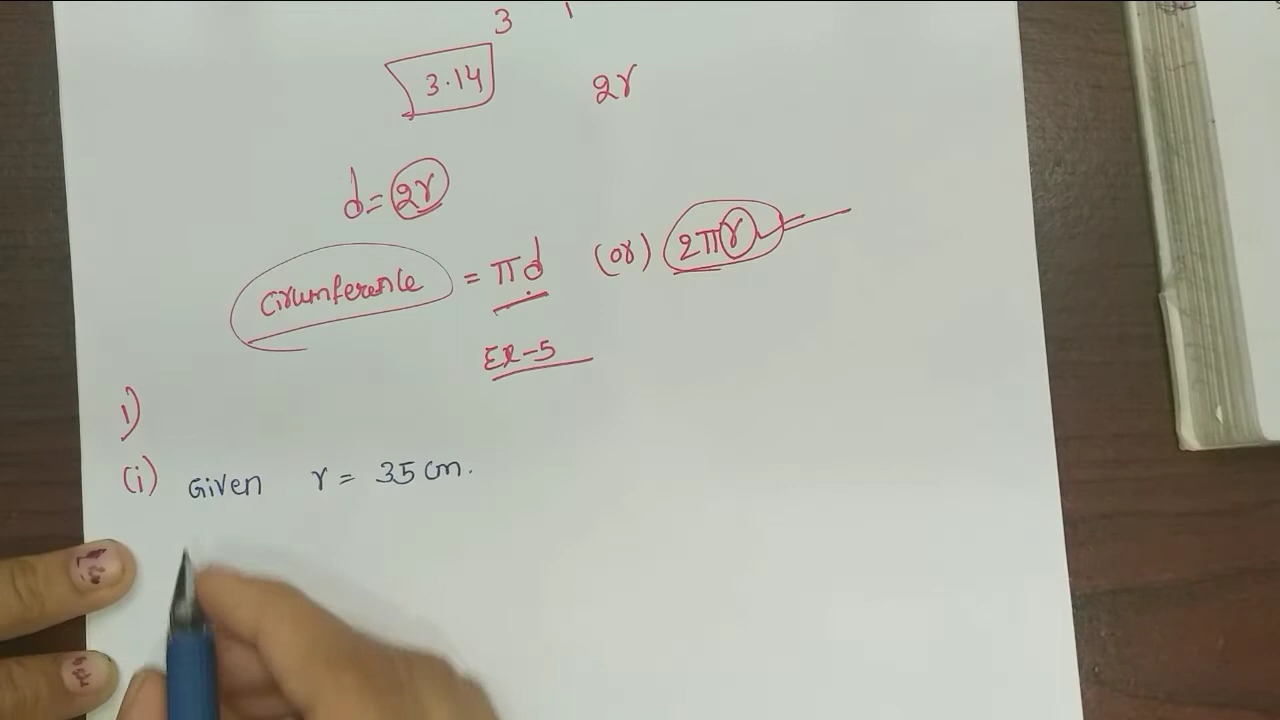 3
3.14
2r
d = 2r
Circumference = πd (or) 2πr
Ex-5
1)
(i) Given r = 35 cm.